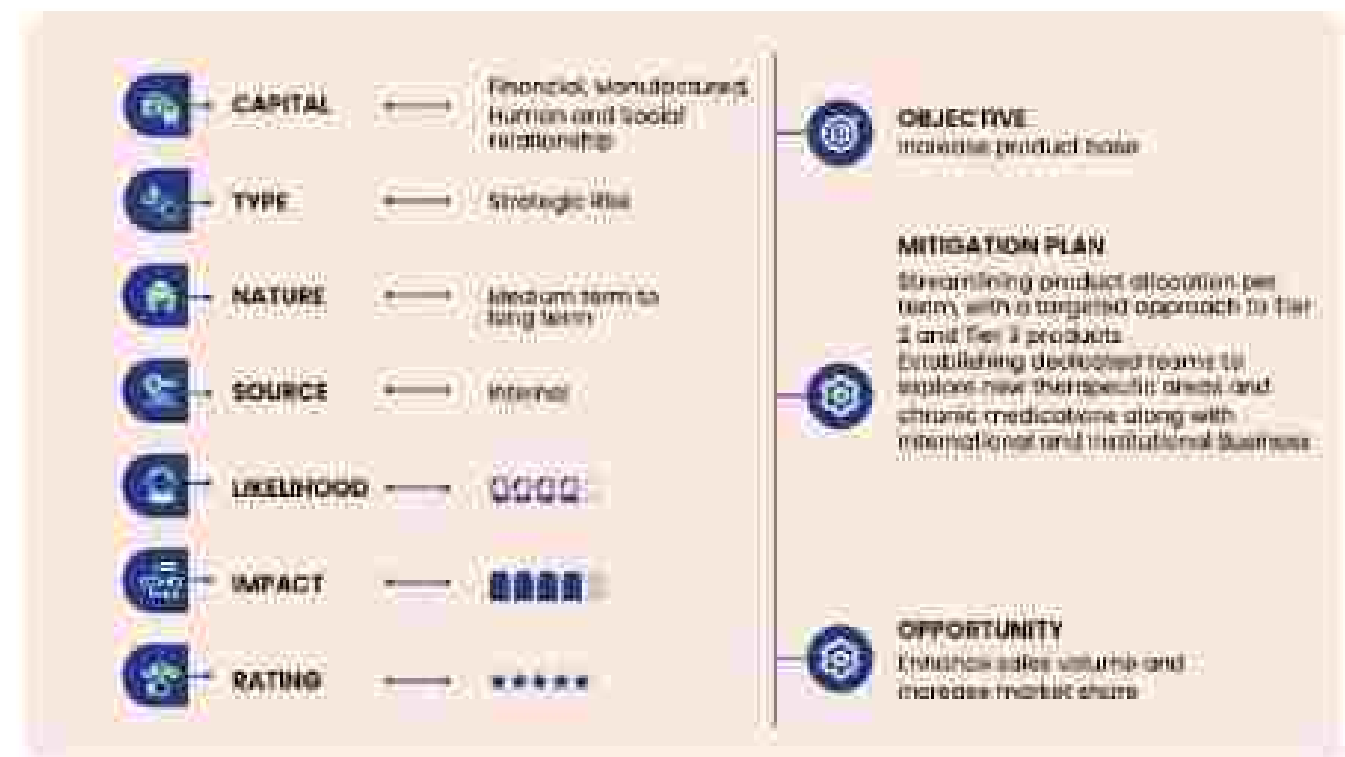 CAPITAL
Financial, Manufactured,
Human and Social
relationship
TYPE
Strategic Risk
NATURE
Medium term to
long term
SOURCE
Internal
LIKELIHOOD
IMPACT
RATING
OBJECTIVE
Increase product base
MITIGATION PLAN
Streamlining product allocation per
team, with a targeted approach to Tier
2 and Tier 3 products
Establishing dedicated teams to
explore new therapeutic areas and
chronic medications along with
International and Institutional Business
OPPORTUNITY
Enhance sales volume and
increase market share